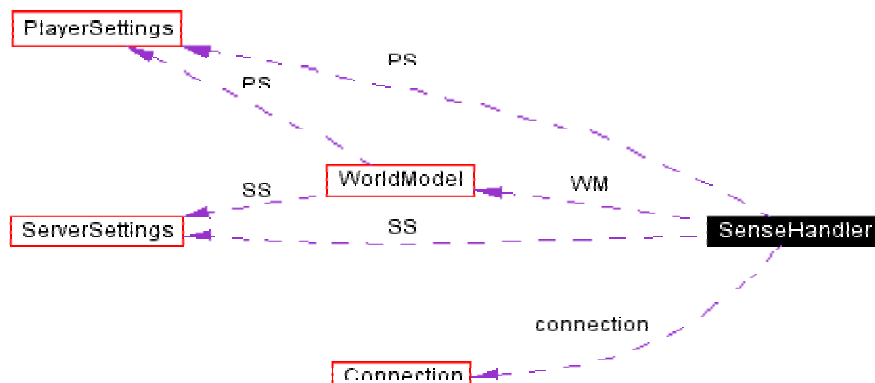 PlayerSettings
PS
PS
WorldModel
WM
SS
ServerSettings
SS
SenseHandler
connection
Connection